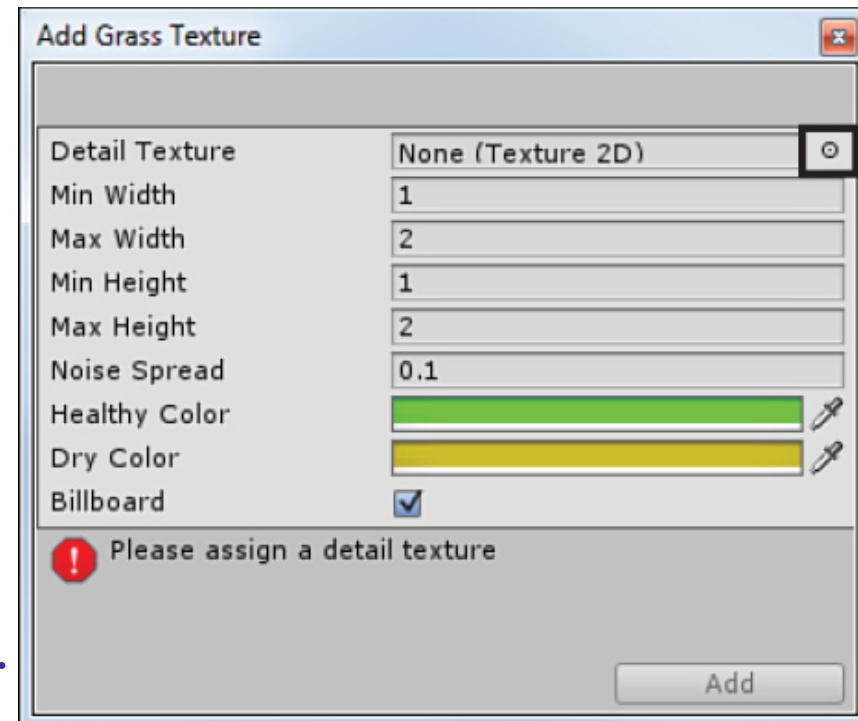 Add Grass Texture
Detail Texture None (Texture 2D)
Min Width 1
Max Width 2
Min Height 1
Max Height 2
Noise Spread 0.1
Healthy Color
Dry Color
Billboard
Please assign a detail texture
Add